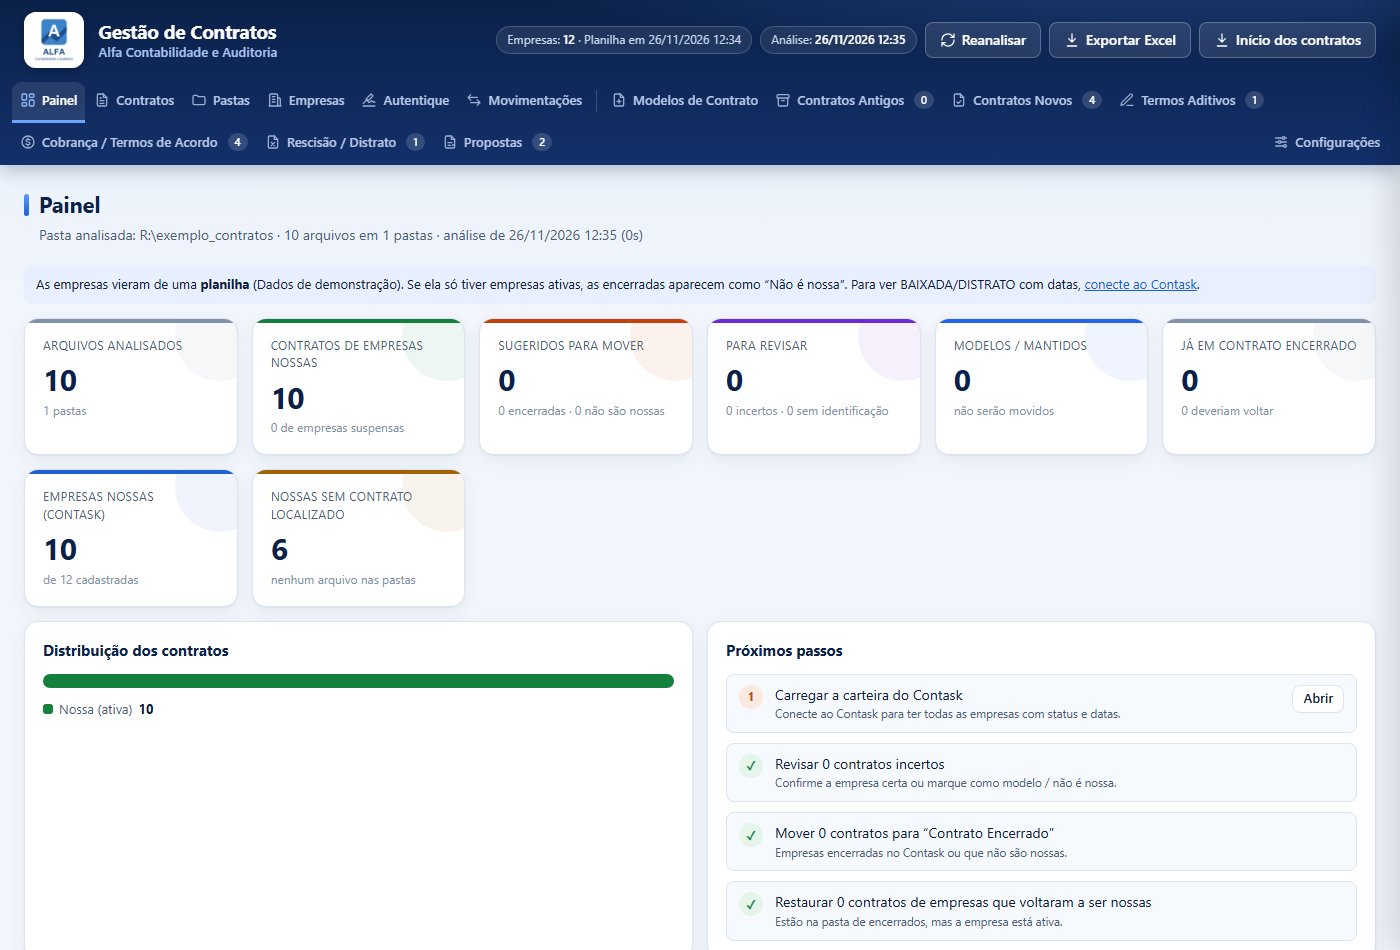 A
ALFA
Gestão de Contratos
Alfa Contabilidade e Auditoria
Empresas: 12 · Planilha em 26/11/2026 12:34
Análise: 26/11/2026 12:35
Reanalisar
Exportar Excel
Início dos contratos
Painel
Contratos
Pastas
Empresas
Autentique
Movimentações
Modelos de Contrato
Contratos Antigos 0
Contratos Novos 4
Termos Aditivos 1
Cobrança / Termos de Acordo 4
Rescisão / Distrato 1
Propostas 2
Configurações
Painel
Pasta analisada: R:\exemplo_contratos · 10 arquivos em 1 pastas · análise de 26/11/2026 12:35 (0s)
As empresas vieram de uma planilha (Dados de demonstração). Se ela só tiver empresas ativas, as encerradas aparecem como “Não é nossa”. Para ver BAIXADA/DISTRATO com datas, conecte ao Contask.
ARQUIVOS ANALISADOS
10
1 pastas
CONTRATOS DE EMPRESAS
NOSSAS
10
0 de empresas suspensas
SUGERIDOS PARA MOVER
0
0 encerradas · 0 não são nossas
PARA REVISAR
0
0 incertos · 0 sem identificação
MODELOS / MANTIDOS
0
não serão movidos
JÁ EM CONTRATO ENCERRADO
0
0 deveriam voltar
EMPRESAS NOSSAS
(CONTASK)
10
de 12 cadastradas
NOSSAS SEM CONTRATO
LOCALIZADO
6
nenhum arquivo nas pastas
Distribuição dos contratos
Nossa (ativa) 10
Próximos passos
1
Carregar a carteira do Contask
Conecte ao Contask para ter todas as empresas com status e datas.
Abrir
Revisar 0 contratos incertos
Confirme a empresa certa ou marque como modelo / não é nossa.
Mover 0 contratos para “Contrato Encerrado”
Empresas encerradas no Contask ou que não são nossas.
Restaurar 0 contratos de empresas que voltaram a ser nossas
Estão na pasta de encerrados, mas a empresa está ativa.